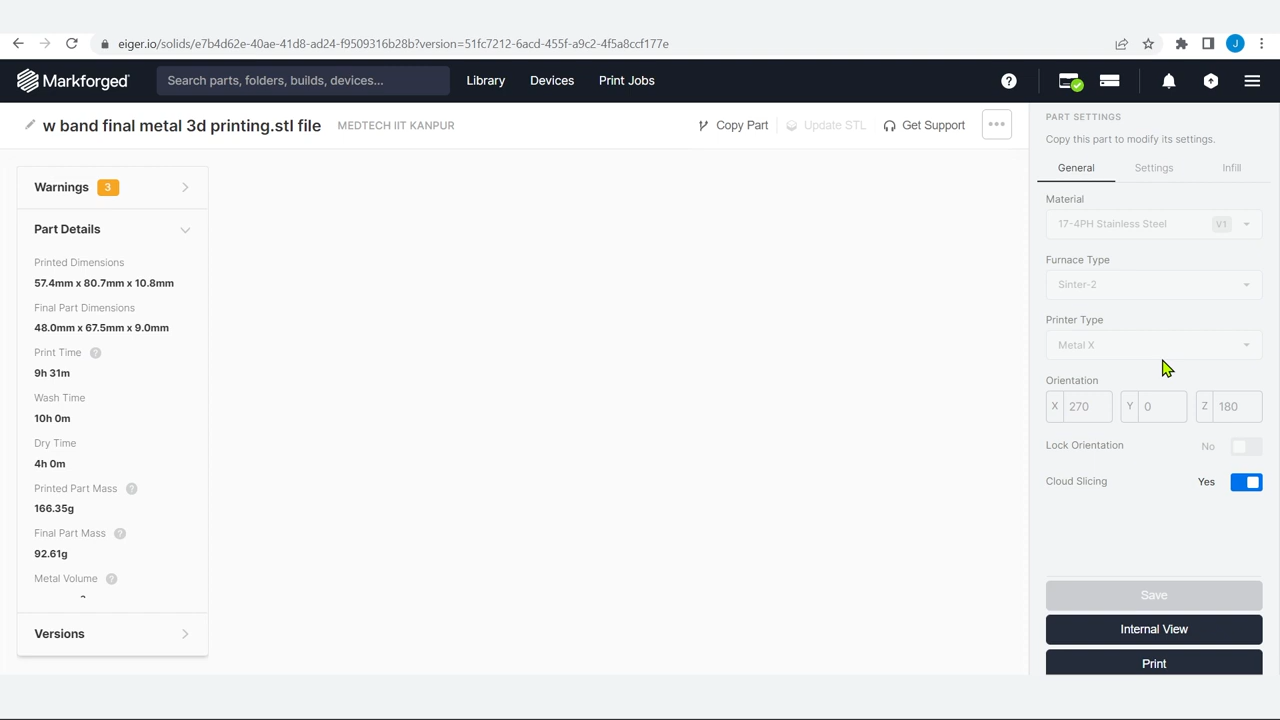 eiger.io/solids/e7b4d62e-40ae-41d8-ad24-f9509316b28b?version=51fc7212-6acd-455f-a9c2-4f5a8ccf177e
J
Markforged
Search parts, folders, builds, devices...
Library
Devices
Print Jobs
w band final metal 3d printing.stl file
MEDTECH IIT KANPUR
Copy Part
Update STL
Get Support
Warnings 3
Part Details
Printed Dimensions
57.4mm x 80.7mm x 10.8mm
Final Part Dimensions
48.0mm x 67.5mm x 9.0mm
Print Time
9h 31m
Wash Time
10h 0m
Dry Time
4h 0m
Printed Part Mass
166.35g
Final Part Mass
92.61g
Metal Volume
Versions
PART SETTINGS
Copy this part to modify its settings.
General Settings Infill
Material
17-4PH Stainless Steel V1
Furnace Type
Sinter-2
Printer Type
Metal X
Orientation
X 270 Y 0 Z 180
Lock Orientation No
Cloud Slicing Yes
Save
Internal View
Print